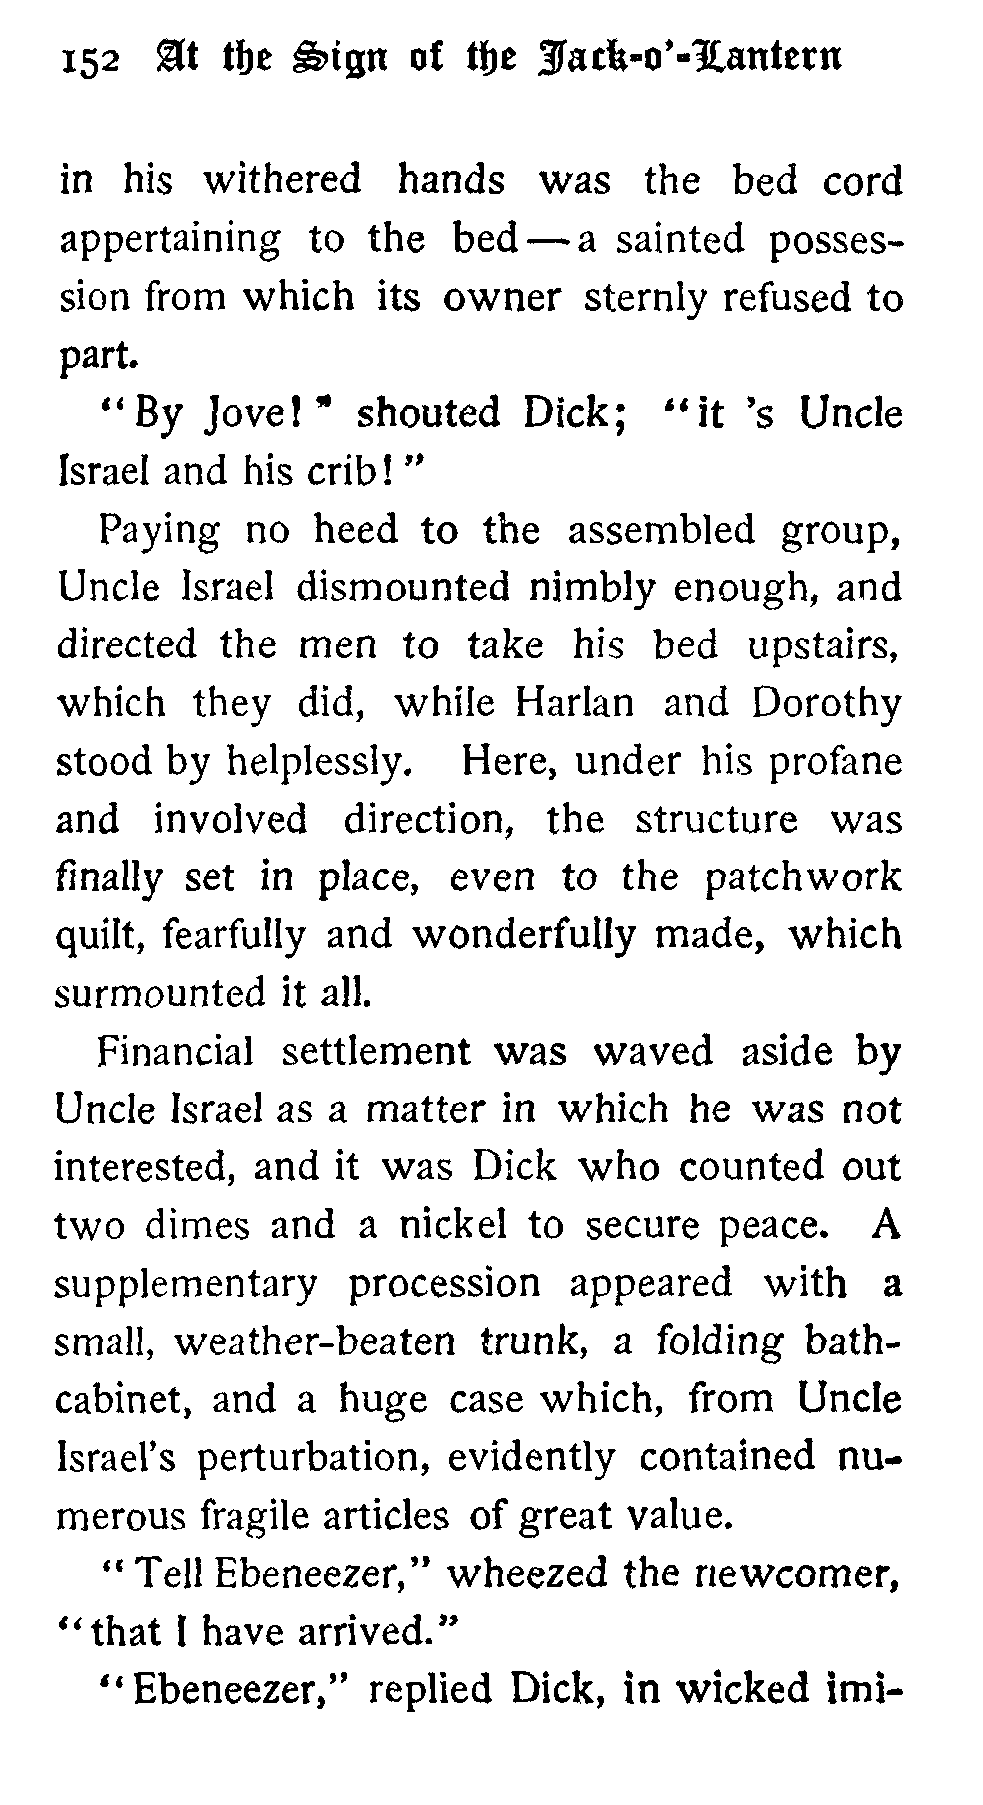 152 At the Sign of the Jack-o'-Lantern
in his withered hands was the bed cord
appertaining to the bed—a sainted posses-
sion from which its owner sternly refused to
part.
"By Jove!" shouted Dick; "it 's Uncle
Israel and his crib!"
Paying no heed to the assembled group,
Uncle Israel dismounted nimbly enough, and
directed the men to take his bed upstairs,
which they did, while Harlan and Dorothy
stood by helplessly. Here, under his profane
and involved direction, the structure was
finally set in place, even to the patchwork
quilt, fearfully and wonderfully made, which
surmounted it all.
Financial settlement was waved aside by
Uncle Israel as a matter in which he was not
interested, and it was Dick who counted out
two dimes and a nickel to secure peace. A
supplementary procession appeared with a
small, weather-beaten trunk, a folding bath-
cabinet, and a huge case which, from Uncle
Israel's perturbation, evidently contained nu-
merous fragile articles of great value.
"Tell Ebeneezer," wheezed the newcomer,
"that I have arrived."
"Ebeneezer," replied Dick, in wicked imi-